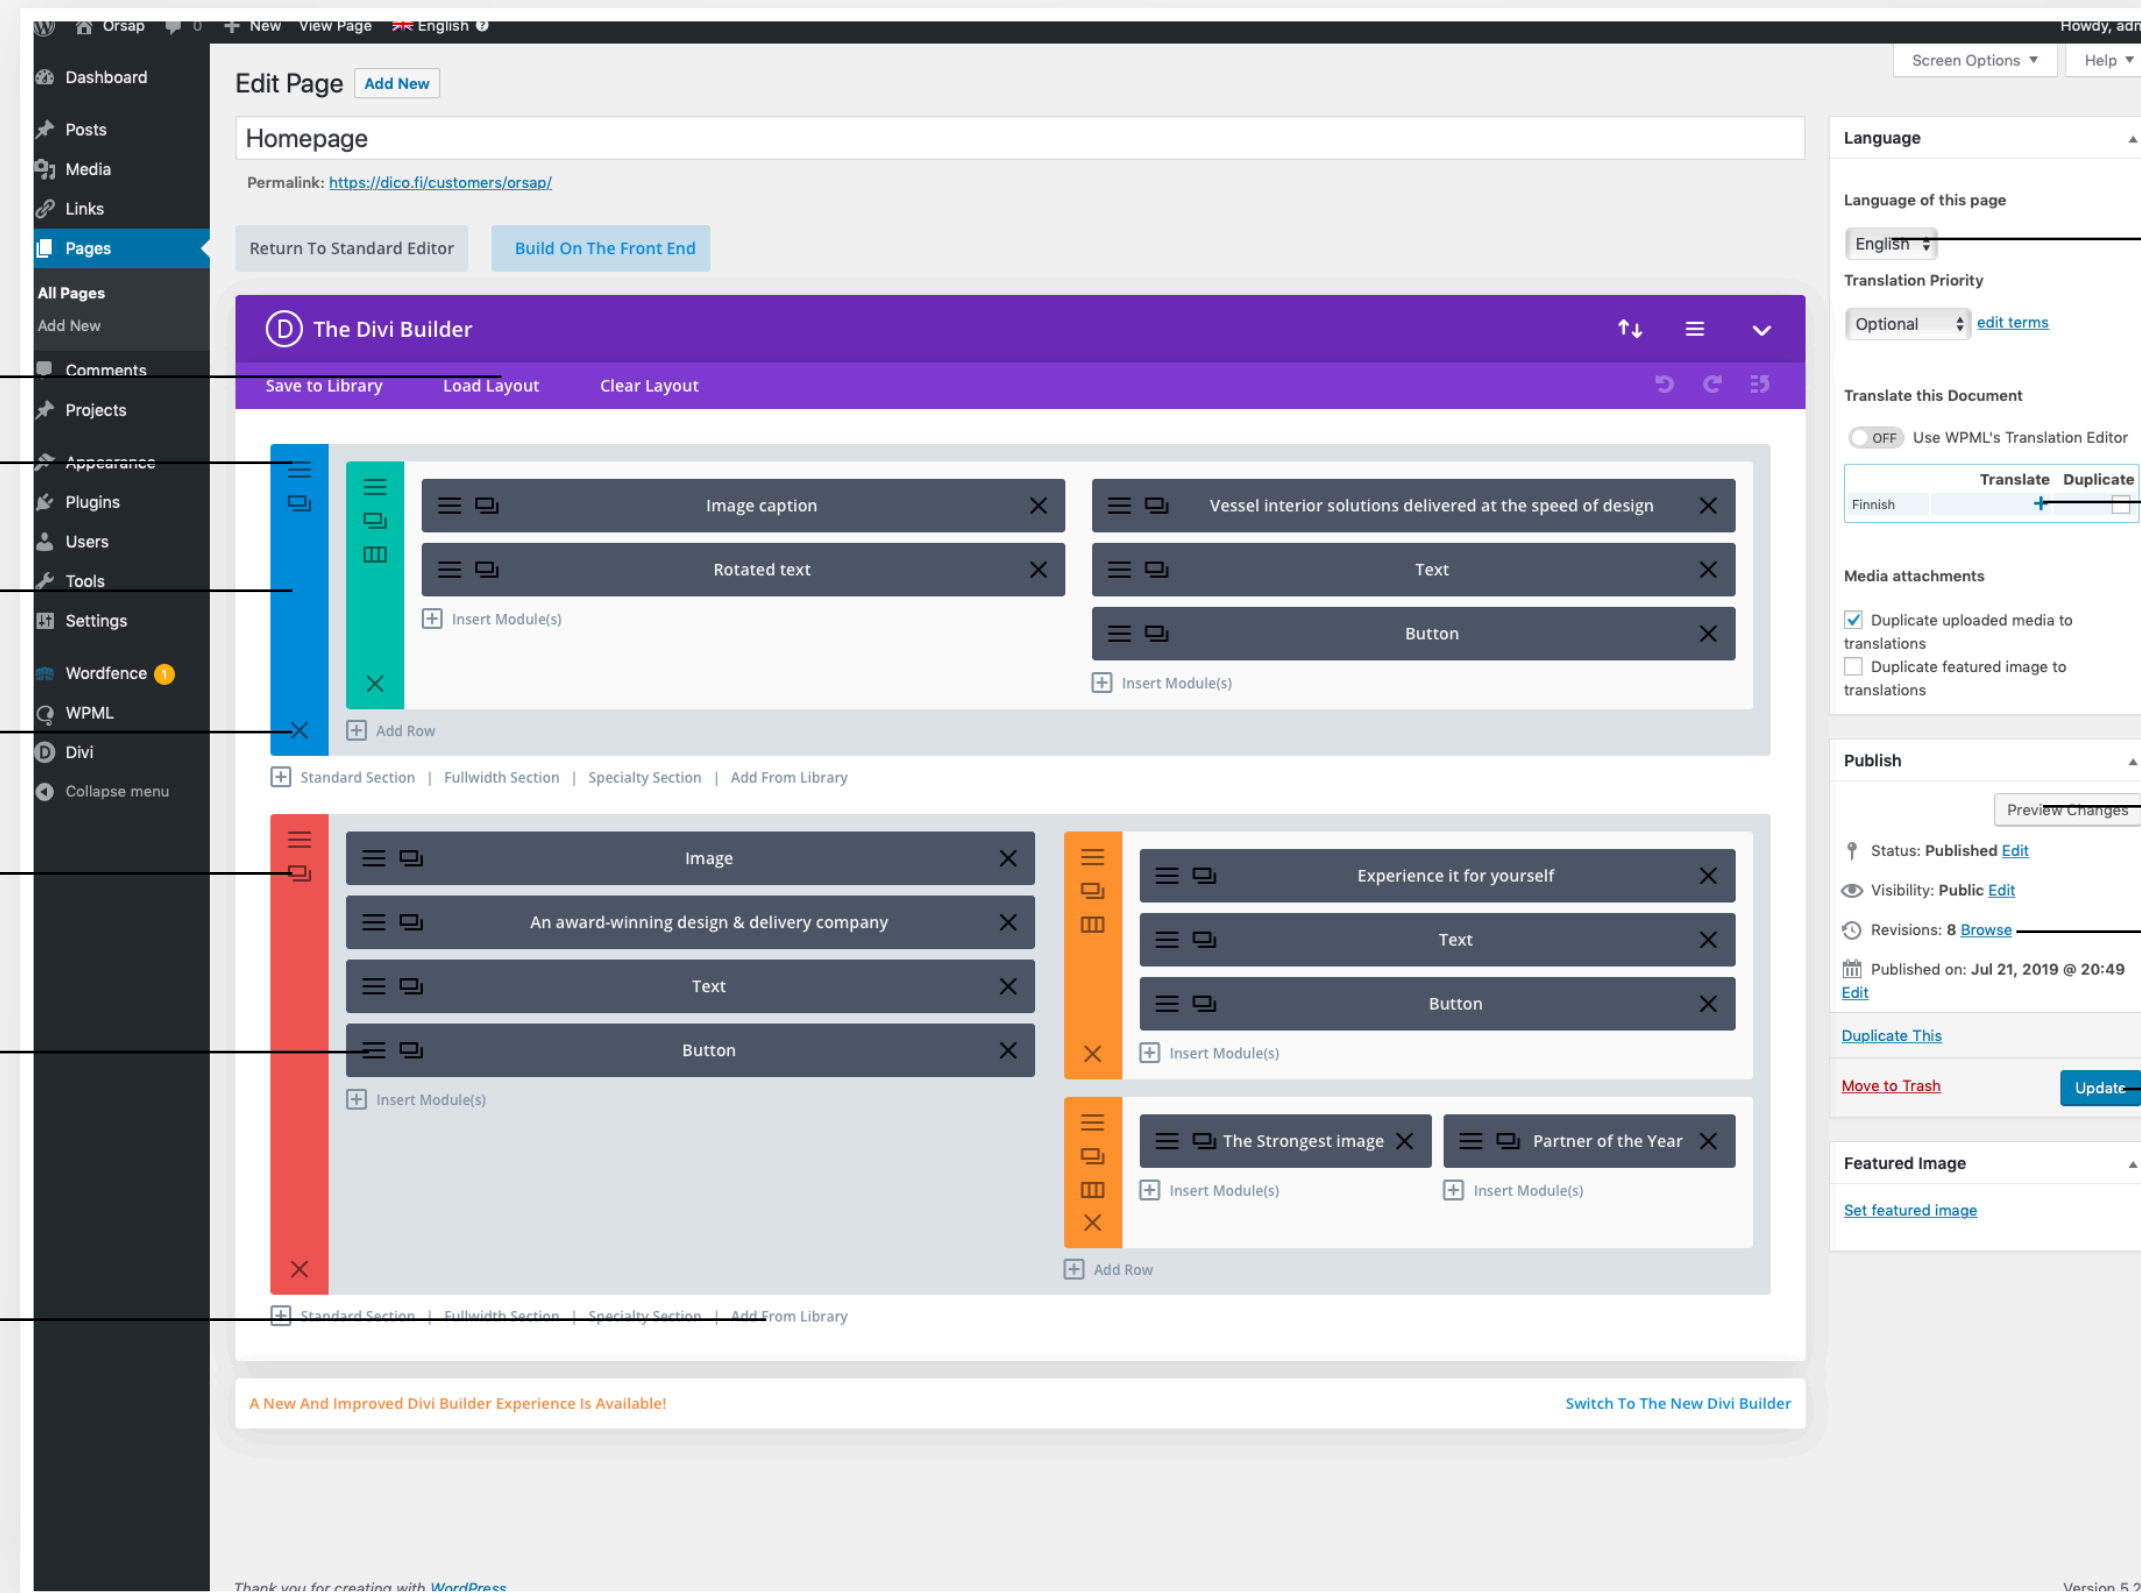 Orsap 0 New View Page English
Howdy, adm
Screen Options Help
Dashboard
Posts
Media
Links
Pages
All Pages
Add New
Comments
Projects
Appearance
Plugins
Users
Tools
Settings
Wordfence 1
WPML
Divi
Collapse menu
Edit Page Add New
Homepage
Permalink: https://dico.fi/customers/orsap/
Return To Standard Editor Build On The Front End
The Divi Builder
Save to Library Load Layout Clear Layout
Image caption
Rotated text
Insert Module(s)
Vessel interior solutions delivered at the speed of design
Text
Button
Insert Module(s)
Add Row
Standard Section | Fullwidth Section | Specialty Section | Add From Library
Image
An award-winning design & delivery company
Text
Button
Insert Module(s)
Experience it for yourself
Text
Button
Insert Module(s)
The Strongest image
Insert Module(s)
Partner of the Year
Insert Module(s)
Add Row
Standard Section | Fullwidth Section | Specialty Section | Add From Library
A New And Improved Divi Builder Experience Is Available! Switch To The New Divi Builder
Thank you for creating with WordPress
Version 5.2
Language
Language of this page
English
Translation Priority
Optional edit terms
Translate this Document
OFF Use WPML's Translation Editor
Translate Duplicate
Finnish
Media attachments
Duplicate uploaded media to
translations
Duplicate featured image to
translations
Publish
Preview Changes
Status: Published Edit
Visibility: Public Edit
Revisions: 8 Browse
Published on: Jul 21, 2019 @ 20:49
Edit
Duplicate This
Move to Trash Update
Featured Image
Set featured image